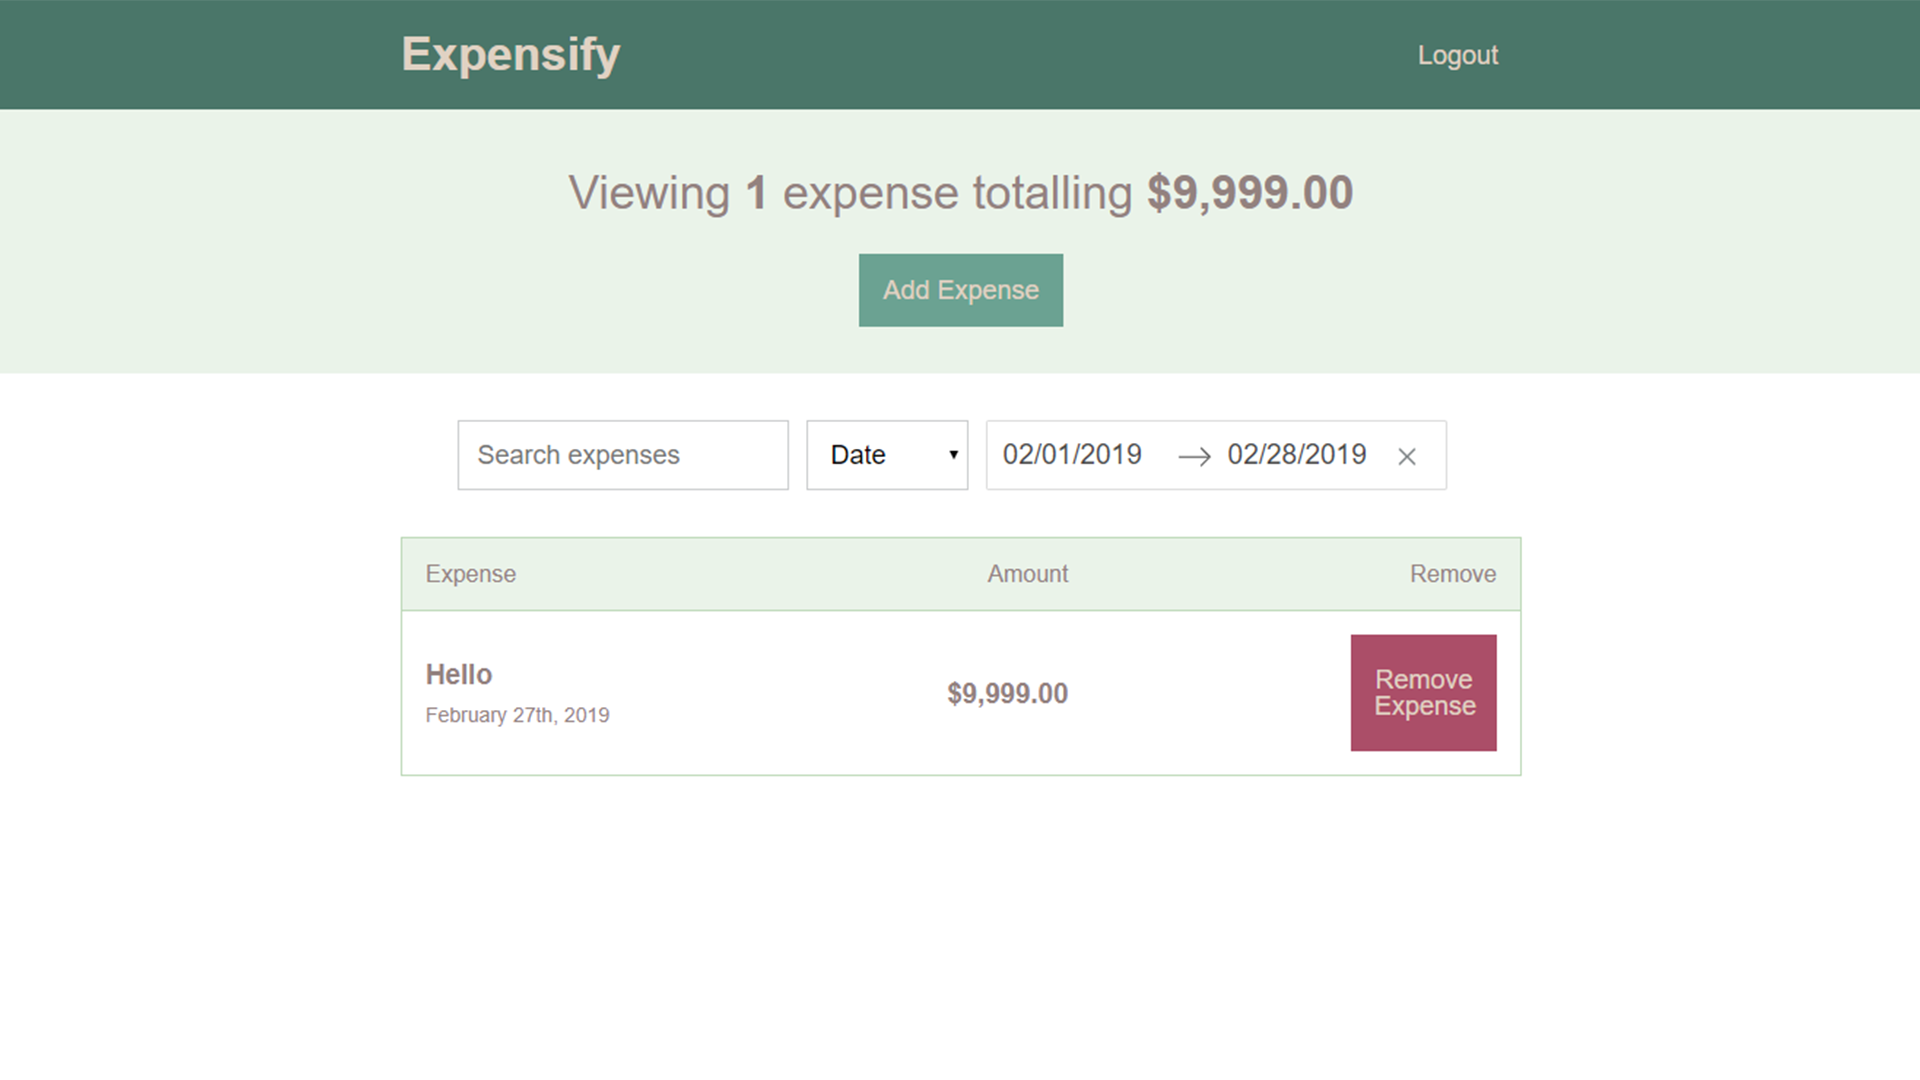 Expensify
Logout
Viewing 1 expense totalling $9,999.00
Add Expense
Search expenses
Date
02/01/2019
02/28/2019
Expense
Amount
Remove
Hello
February 27th, 2019
$9,999.00
Remove
Expense